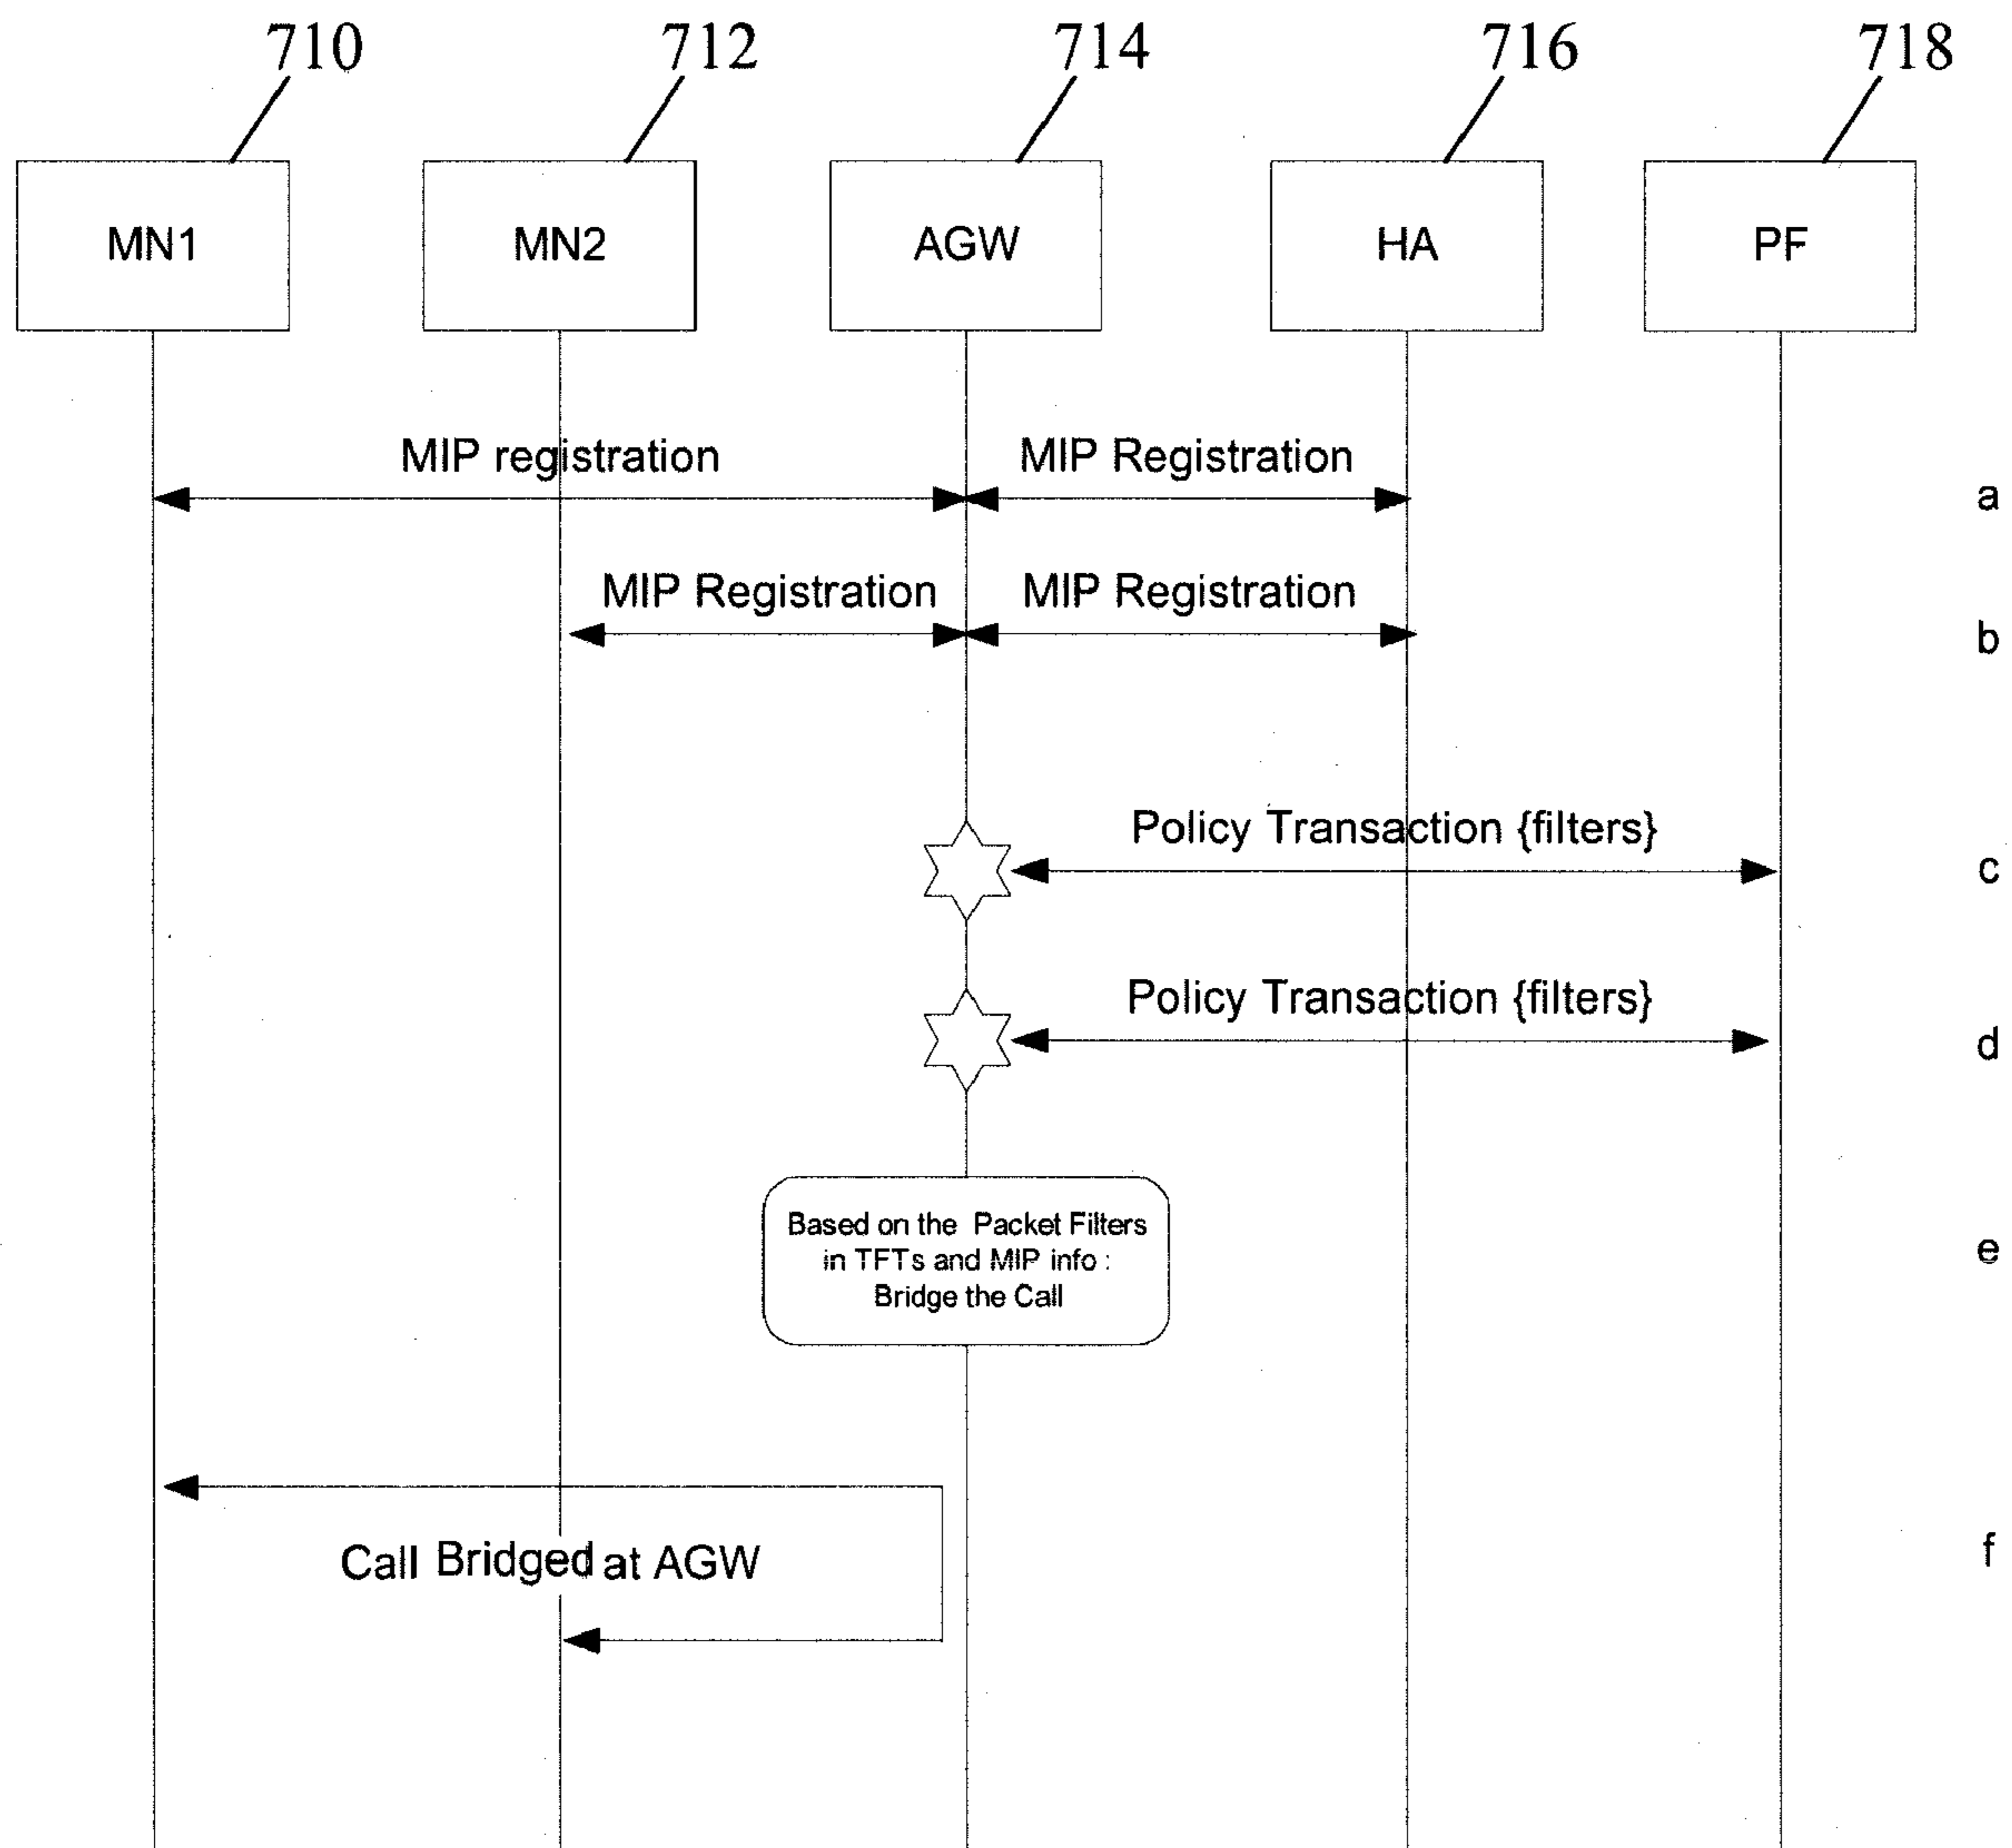 710 712 714 716 718
MN1 MN2 AGW HA PF
MIP registration MIP Registration
a
MIP Registration MIP Registration
b
Policy Transaction {filters}
c
Policy Transaction {filters}
d
Based on the Packet Filters
in TFTs and MIP info :
Bridge the Call
e
Call Bridged at AGW
f